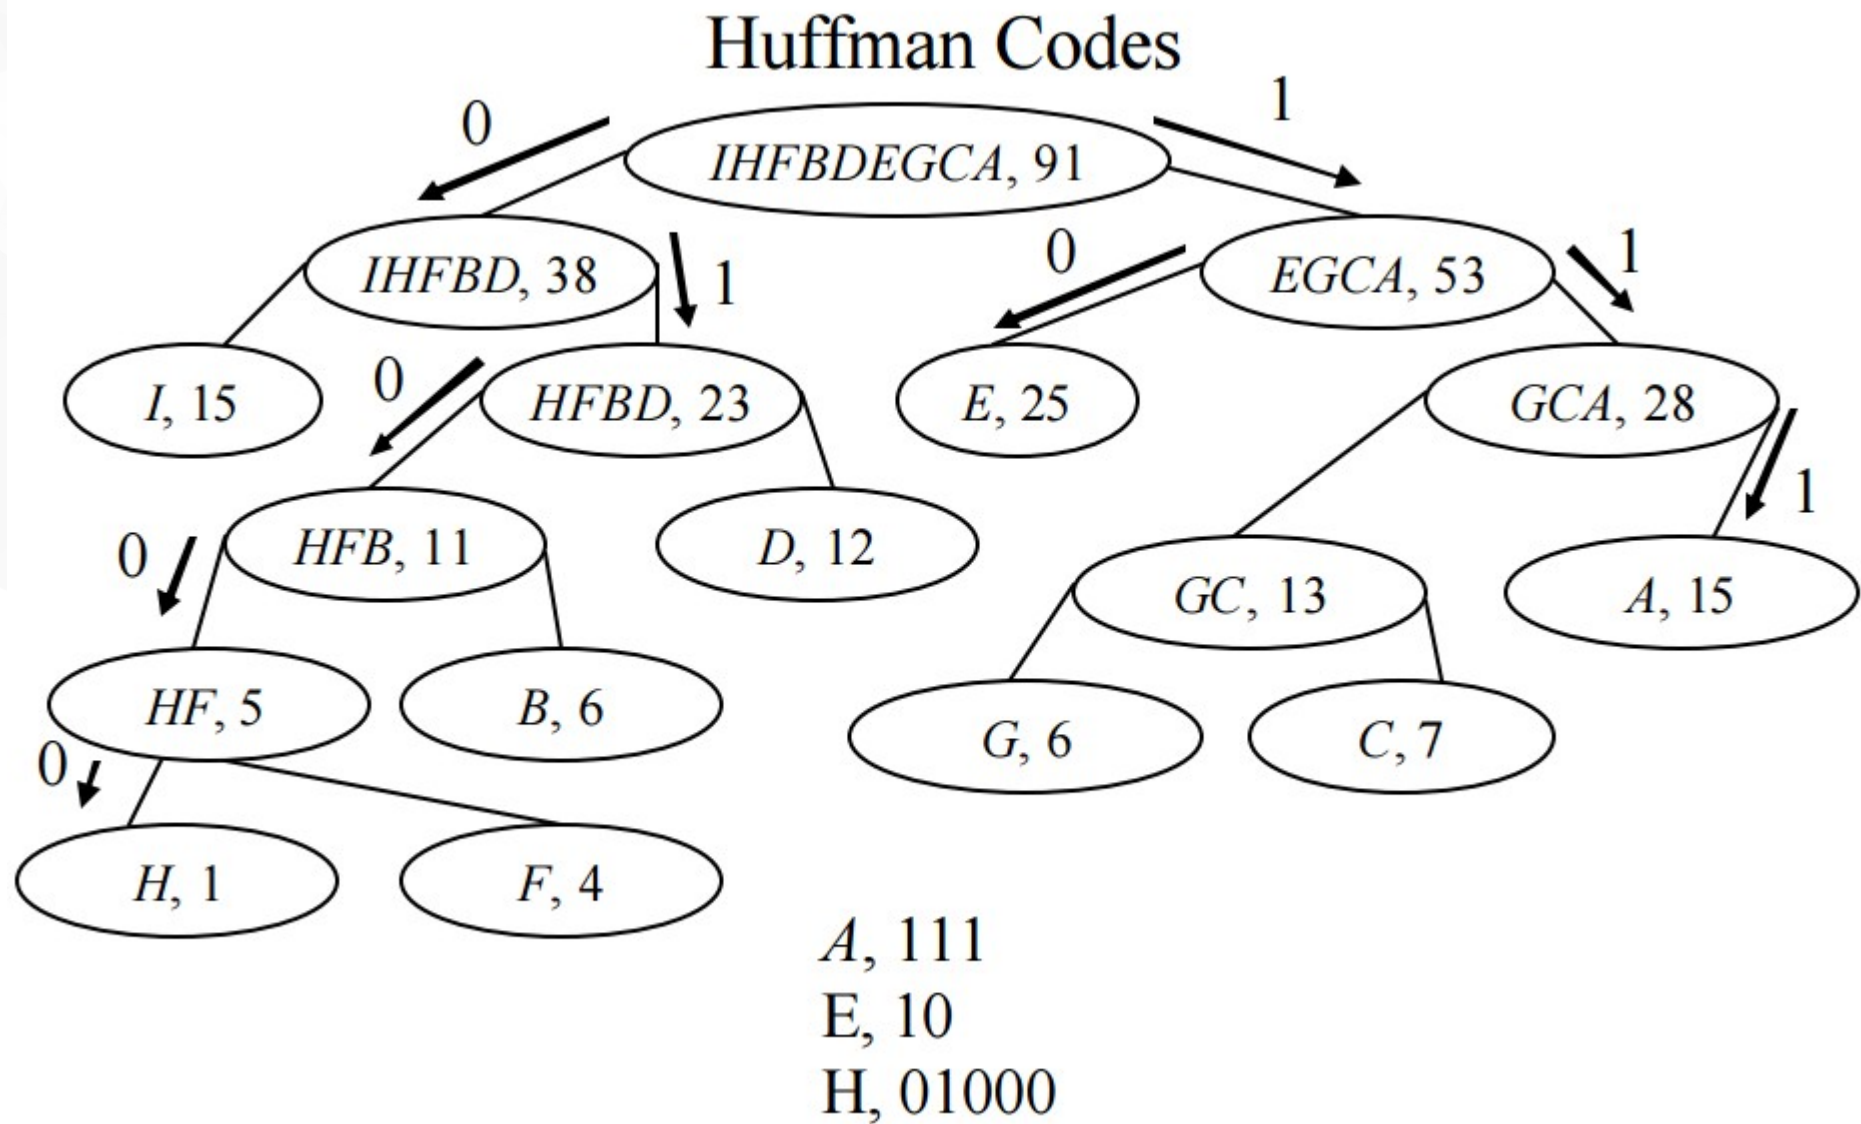 Huffman Codes
0
1
IHFBDEGCA, 91
IHFBD, 38
1
0
EGCA, 53
1
I, 15
0
HFBD, 23
E, 25
GCA, 28
0
HFB, 11
D, 12
1
GC, 13
A, 15
HF, 5
B, 6
G, 6
C, 7
0
H, 1
F, 4
A, 111
E, 10
H, 01000